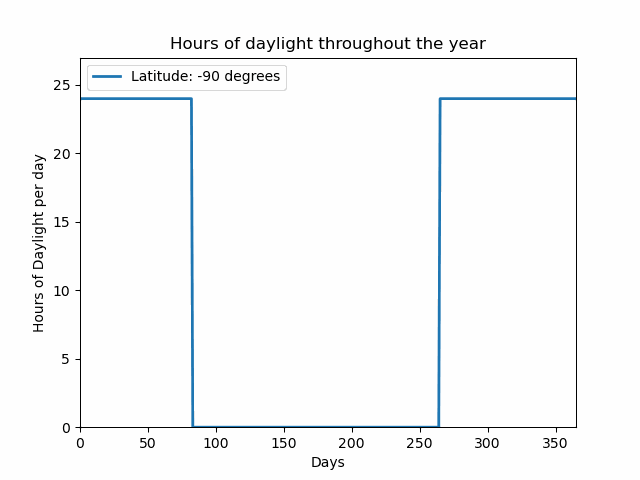 Hours of daylight throughout the year
Latitude: -90 degrees
25
20
15
10
5
0
Hours of Daylight per day
0 50 100 150 200 250 300 350
Days